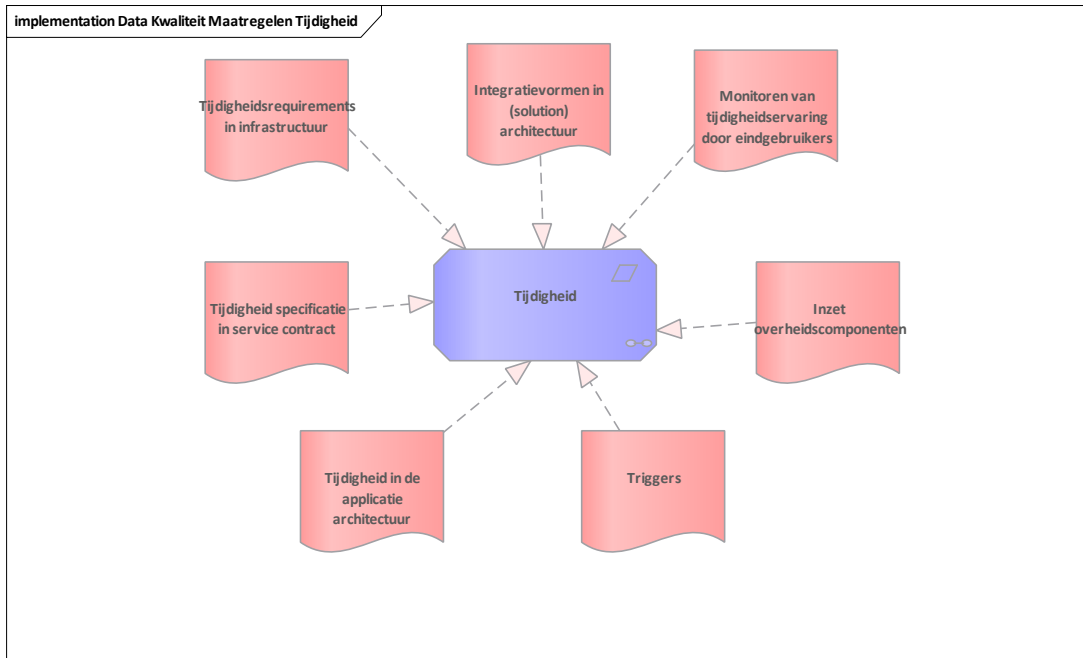 implementation Data Kwaliteit Maatregelen Tijdigheid
Tijdigheidsrequirements
in infrastructuur
Integratievormen in
(solution)
architectuur
Monitoren van
tijdigheidservaring
door eindgebruikers
Tijdigheid specificatie
in service contract
Tijdigheid
Inzet
overheidscomponenten
Tijdigheid in de
applicatie
architectuur
Triggers